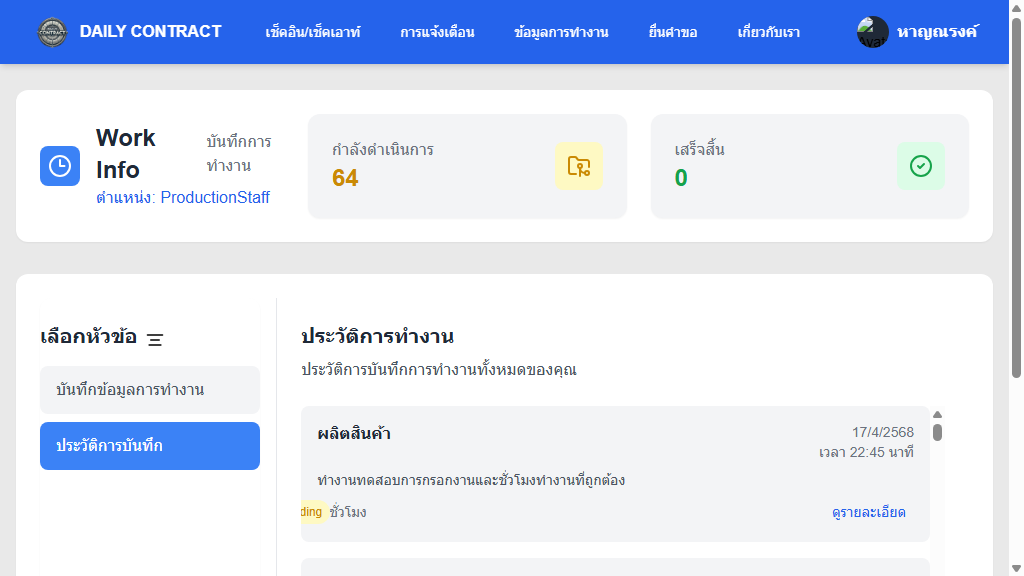 DAILY CONTRACT
เช็คอิน/เช็คเอาท์
การแจ้งเตือน
ข้อมูลการทำงาน
ยื่นคำขอ
เกี่ยวกับเรา
หาญณรงค์
Work
Info
บันทึกการ
ทำงาน
ตำแหน่ง: ProductionStaff
กำลังดำเนินการ
64
เสร็จสิ้น
0
เลือกหัวข้อ
บันทึกข้อมูลการทำงาน
ประวัติการบันทึก
ประวัติการทำงาน
ประวัติการบันทึกการทำงานทั้งหมดของคุณ
ผลิตสินค้า
17/4/2568
เวลา 22:45 นาที
ทำงานทดสอบการกรอกงานและชั่วโมงทำงานที่ถูกต้อง
ding ชั่วโมง
ดูรายละเอียด